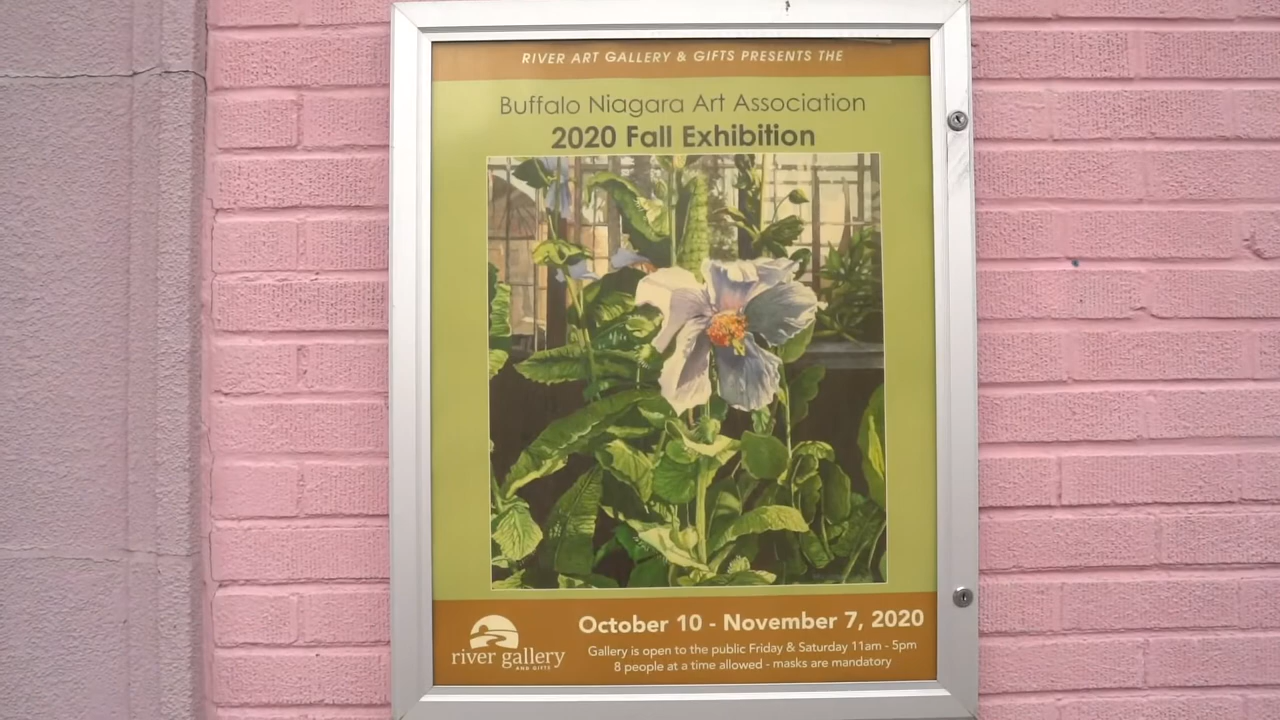 RIVER ART GALLERY & GIFTS PRESENTS THE
Buffalo Niagara Art Association
2020 Fall Exhibition
October 10 - November 7, 2020
river gallery
AND GIFTS
Gallery is open to the public Friday & Saturday 11am - 5pm
8 people at a time allowed - masks are mandatory